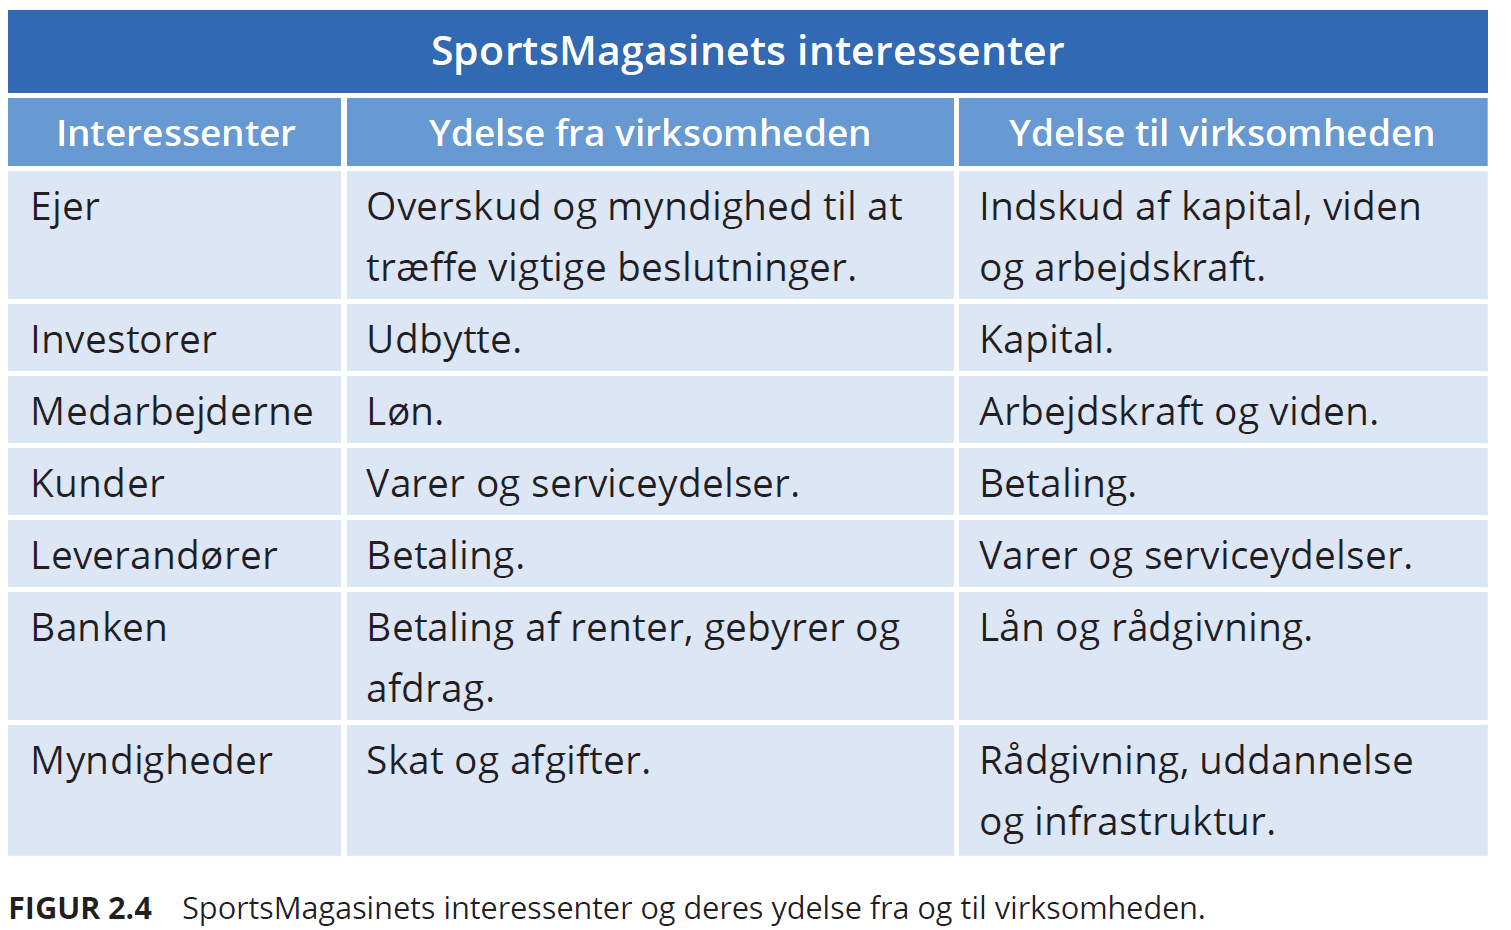 SportsMagasinets interessenter
Interessenter
Ydelse fra virksomheden
Ydelse til virksomheden
Ejer
Overskud og myndighed til at
træffe vigtige beslutninger.
Indskud af kapital, viden
og arbejdskraft.
Investorer
Udbytte.
Kapital.
Medarbejderne
Løn.
Arbejdskraft og viden.
Kunder
Varer og serviceydelser.
Betaling.
Leverandører
Betaling.
Varer og serviceydelser.
Banken
Betaling af renter, gebyrer og
afdrag.
Lån og rådgivning.
Myndigheder
Skat og afgifter.
Rådgivning, uddannelse
og infrastruktur.
FIGUR 2.4 SportsMagasinets interessenter og deres ydelse fra og til virksomheden.